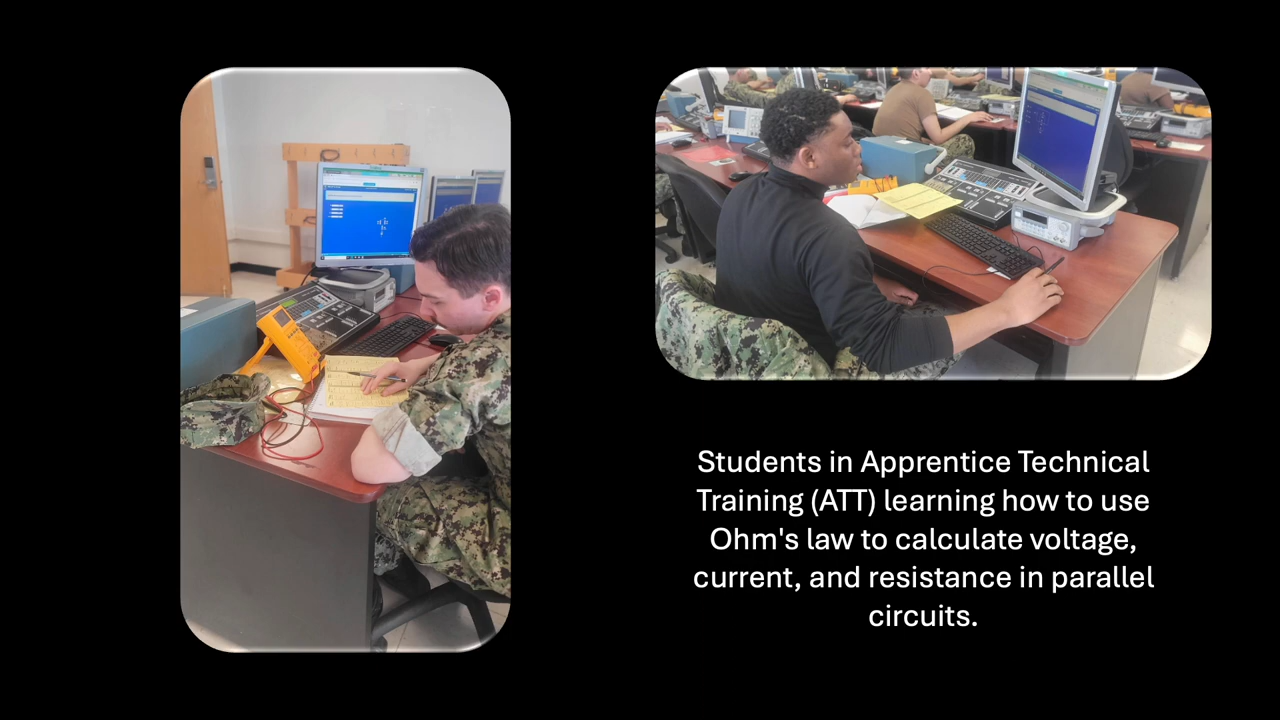 Students in Apprentice Technical
Training (ATT) learning how to use
Ohm's law to calculate voltage,
current, and resistance in parallel
circuits.